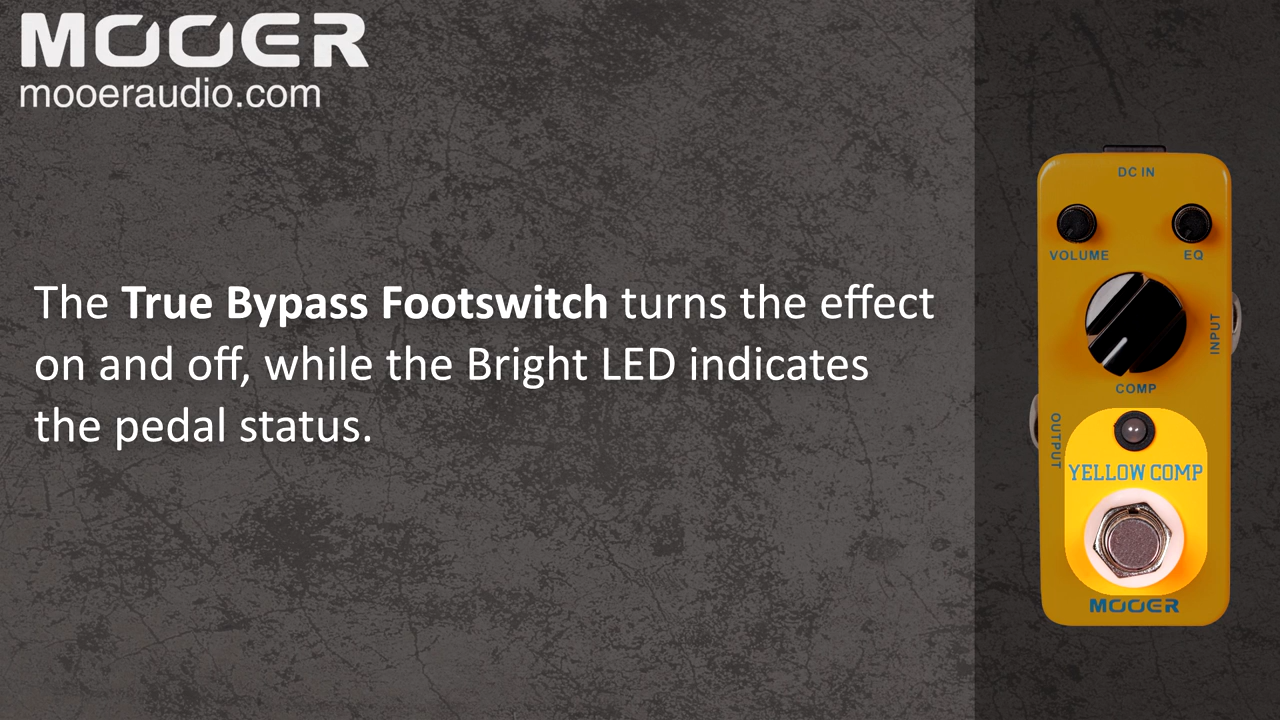 MOOER
mooeraudio.com
The True Bypass Footswitch turns the effect
on and off, while the Bright LED indicates
the pedal status.
DC IN
VOLUME
EQ
INPUT
COMP
OUTPUT
YELLOW COMP
MOOER